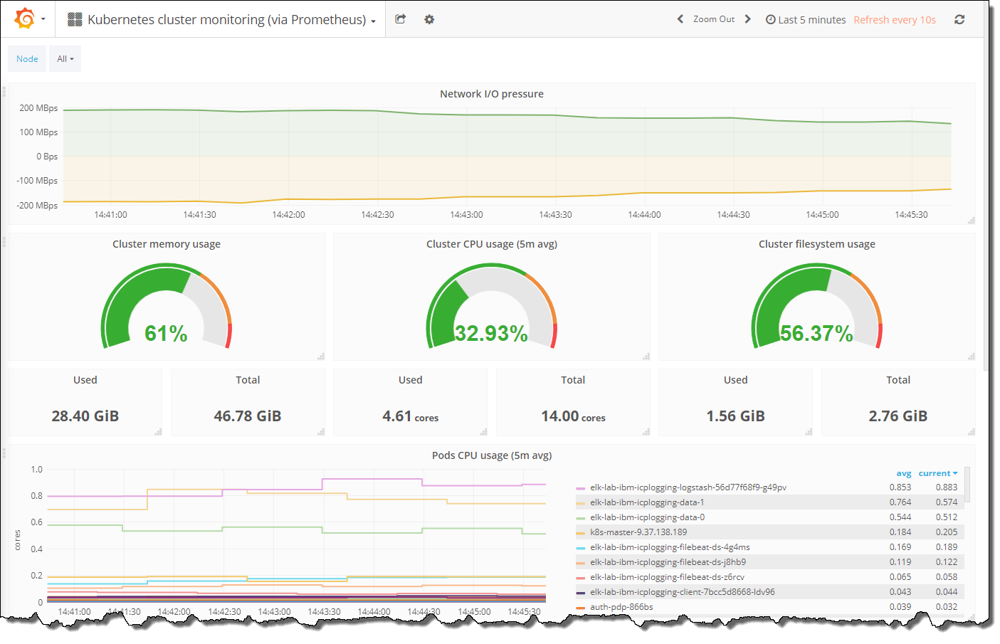 Kubernetes cluster monitoring (via Prometheus)
Zoom Out
Last 5 minutes
Refresh every 10s
Node
All
Network I/O pressure
200 MBps
100 MBps
0 Bps
-100 MBps
-200 MBps
14:41:00 14:41:30 14:42:00 14:42:30 14:43:00 14:43:30 14:44:00 14:44:30 14:45:00 14:45:30
Cluster memory usage
61%
Cluster CPU usage (5m avg)
32.93%
Cluster filesystem usage
56.37%
Used
28.40 GiB
Total
46.78 GiB
Used
4.61 cores
Total
14.00 cores
Used
1.56 GiB
Total
2.76 GiB
Pods CPU usage (5m avg)
cores
1.0
0.8
0.6
0.4
0.2
0
14:41:00 14:41:30 14:42:00 14:42:30 14:43:00 14:43:30 14:44:00 14:44:30 14:45:00 14:45:30
avg current
elk-lab-ibm-icplogging-logstash-56d77f68f9-g49pv 0.853 0.883
elk-lab-ibm-icplogging-data-1 0.764 0.574
elk-lab-ibm-icplogging-data-0 0.544 0.512
k8s-master-9.37.138.189 0.184 0.205
elk-lab-ibm-icplogging-filebeat-ds-4g4ms 0.169 0.189
elk-lab-ibm-icplogging-filebeat-ds-j8hb9 0.119 0.122
elk-lab-ibm-icplogging-filebeat-ds-z6rcv 0.065 0.058
elk-lab-ibm-icplogging-client-7bcc5d8668-ldv96 0.043 0.044
auth-pdp-866bs 0.039 0.032